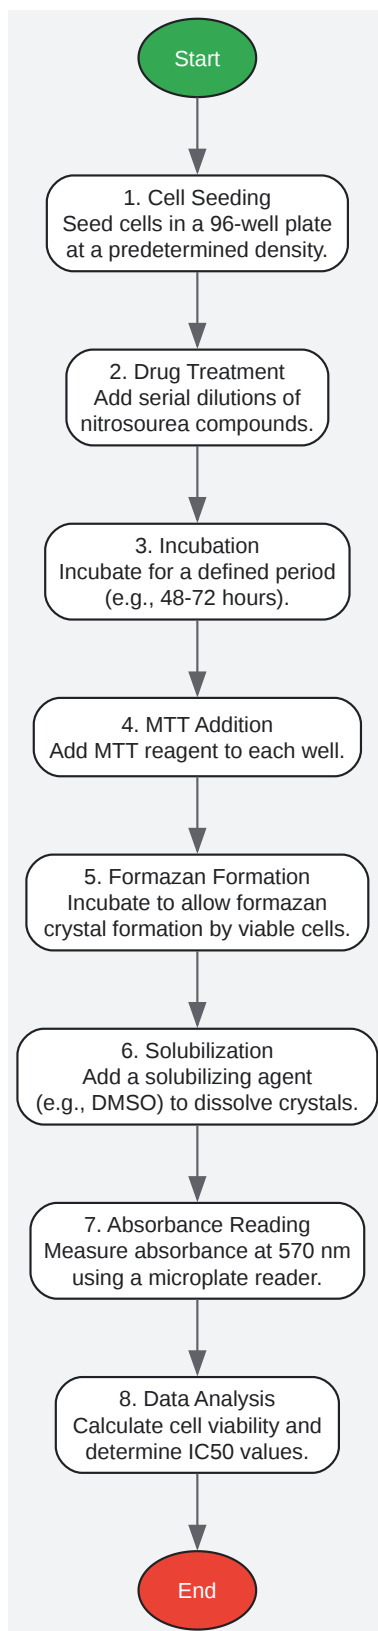 Start
1. Cell Seeding
Seed cells in a 96-well plate
at a predetermined density.
2. Drug Treatment
Add serial dilutions of
nitrosourea compounds.
3. Incubation
Incubate for a defined period
(e.g., 48-72 hours).
4. MTT Addition
Add MTT reagent to each well.
5. Formazan Formation
Incubate to allow formazan
crystal formation by viable cells.
6. Solubilization
Add a solubilizing agent
(e.g., DMSO) to dissolve crystals.
7. Absorbance Reading
Measure absorbance at 570 nm
using a microplate reader.
8. Data Analysis
Calculate cell viability and
determine IC50 values.
End